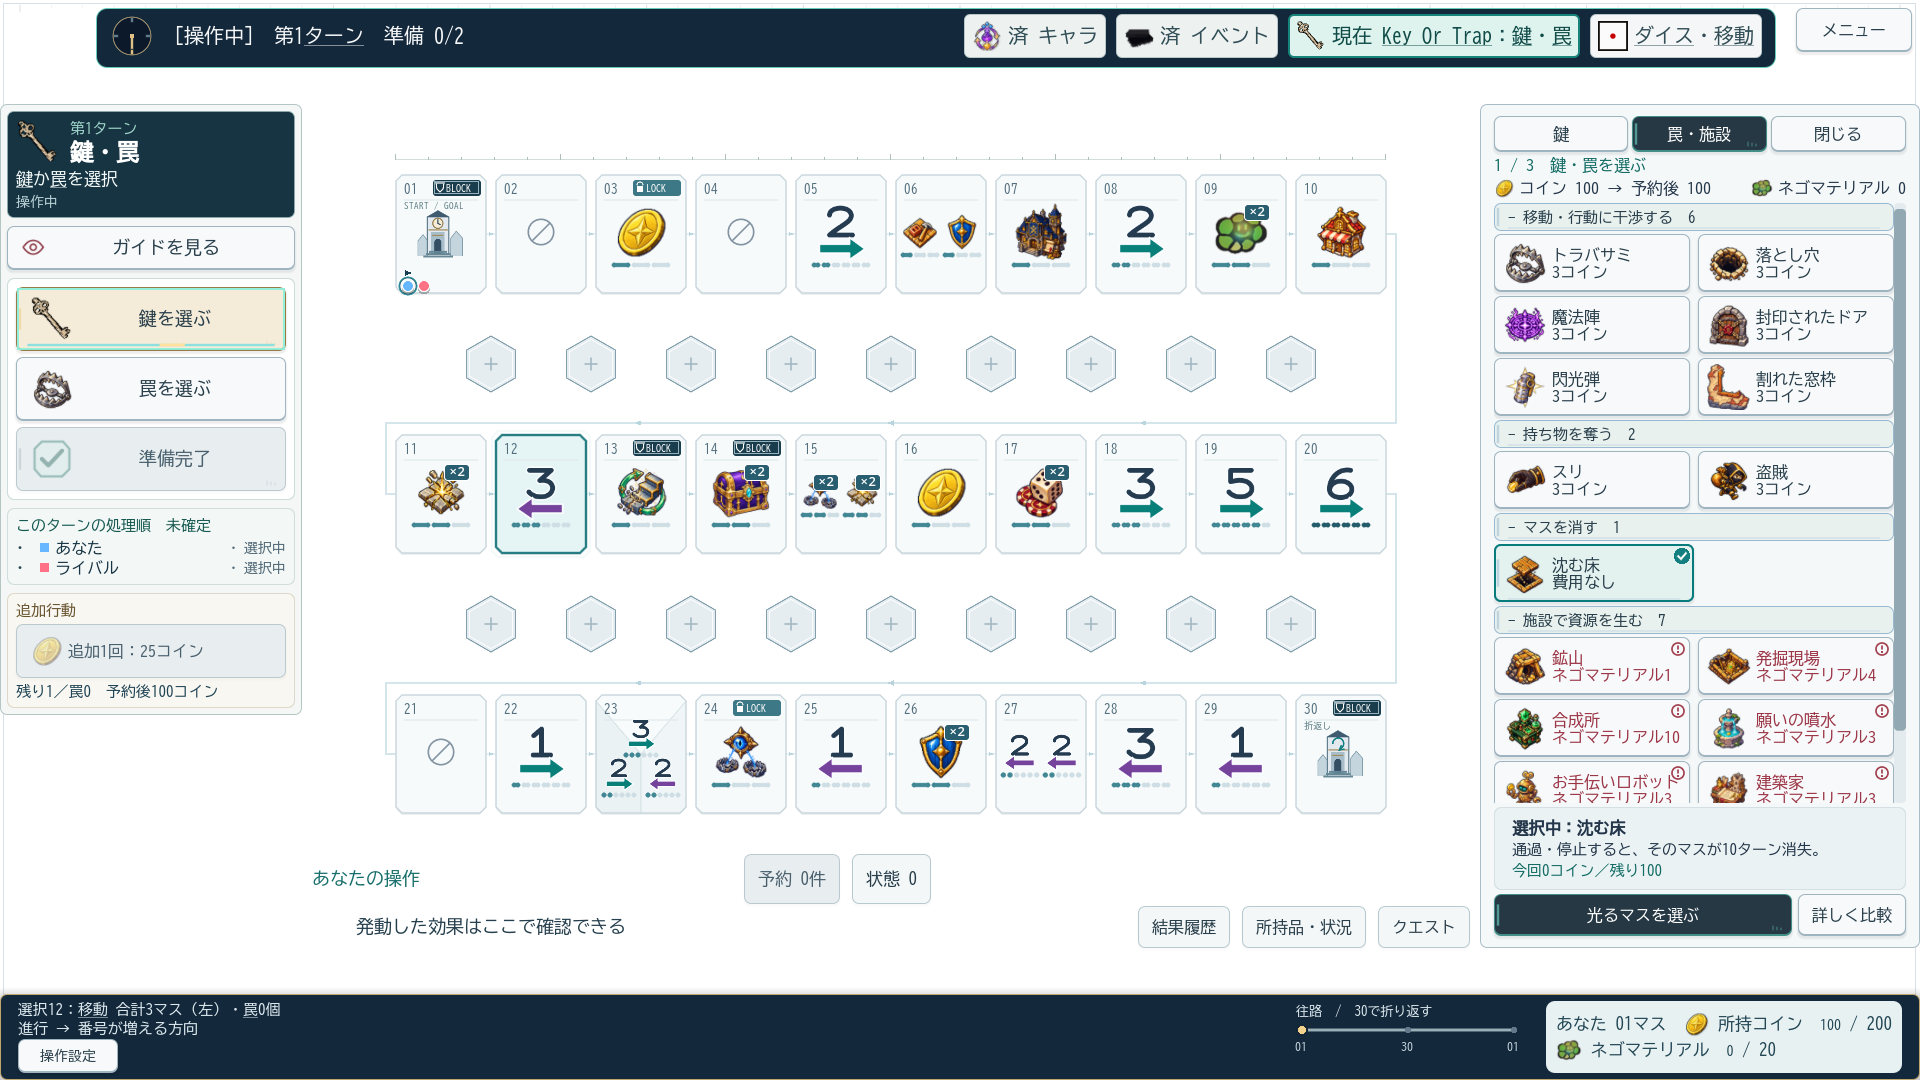 [操作中] 第1ターン 準備 0/2
済 キャラ
済 イベント
現在 Key Or Trap：鍵・罠
ダイス・移動
メニュー
第1ターン
鍵・罠
鍵か罠を選択
操作中
ガイドを見る
鍵を選ぶ
罠を選ぶ
準備完了
このターンの処理順 未確定
・ あなた ・ 選択中
・ ライバル ・ 選択中
追加行動
追加1回：25コイン
残り1／罠0 予約後100コイン
01 BLOCK
START / GOAL
02
03 LOCK
04
05
2
06
07
08
2
09
×2
10
11
×2
12
3
13 BLOCK
14 BLOCK
×2
15
×2 ×2
16
17
×2
18
3
19
5
20
6
21
22
1
23
3
2 2
24 LOCK
25
1
26
×2
27
2 2
28
3
29
1
30 BLOCK
折返し
あなたの操作
予約 0件
状態 0
発動した効果はここで確認できる
結果履歴
所持品・状況
クエスト
鍵
罠・施設
閉じる
1 / 3 鍵・罠を選ぶ
コイン 100 → 予約後 100
ネゴマテリアル 0
− 移動・行動に干渉する 6
トラバサミ
3コイン
落とし穴
3コイン
魔法陣
3コイン
封印されたドア
3コイン
閃光弾
3コイン
割れた窓枠
3コイン
− 持ち物を奪う 2
スリ
3コイン
盗賊
3コイン
− マスを消す 1
沈む床
費用なし
− 施設で資源を生む 7
鉱山
ネゴマテリアル1
発掘現場
ネゴマテリアル4
合成所
ネゴマテリアル10
願いの噴水
ネゴマテリアル3
お手伝いロボット
ネゴマテリアル3
建築家
ネゴマテリアル3
選択中：沈む床
通過・停止すると、そのマスが10ターン消失。
今回0コイン／残り100
光るマスを選ぶ
詳しく比較
選択12：移動 合計3マス（左）・罠0個
進行 → 番号が増える方向
操作設定
往路 / 30で折り返す
01 30 01
あなた 01マス 所持コイン 100 / 200
ネゴマテリアル 0 / 20